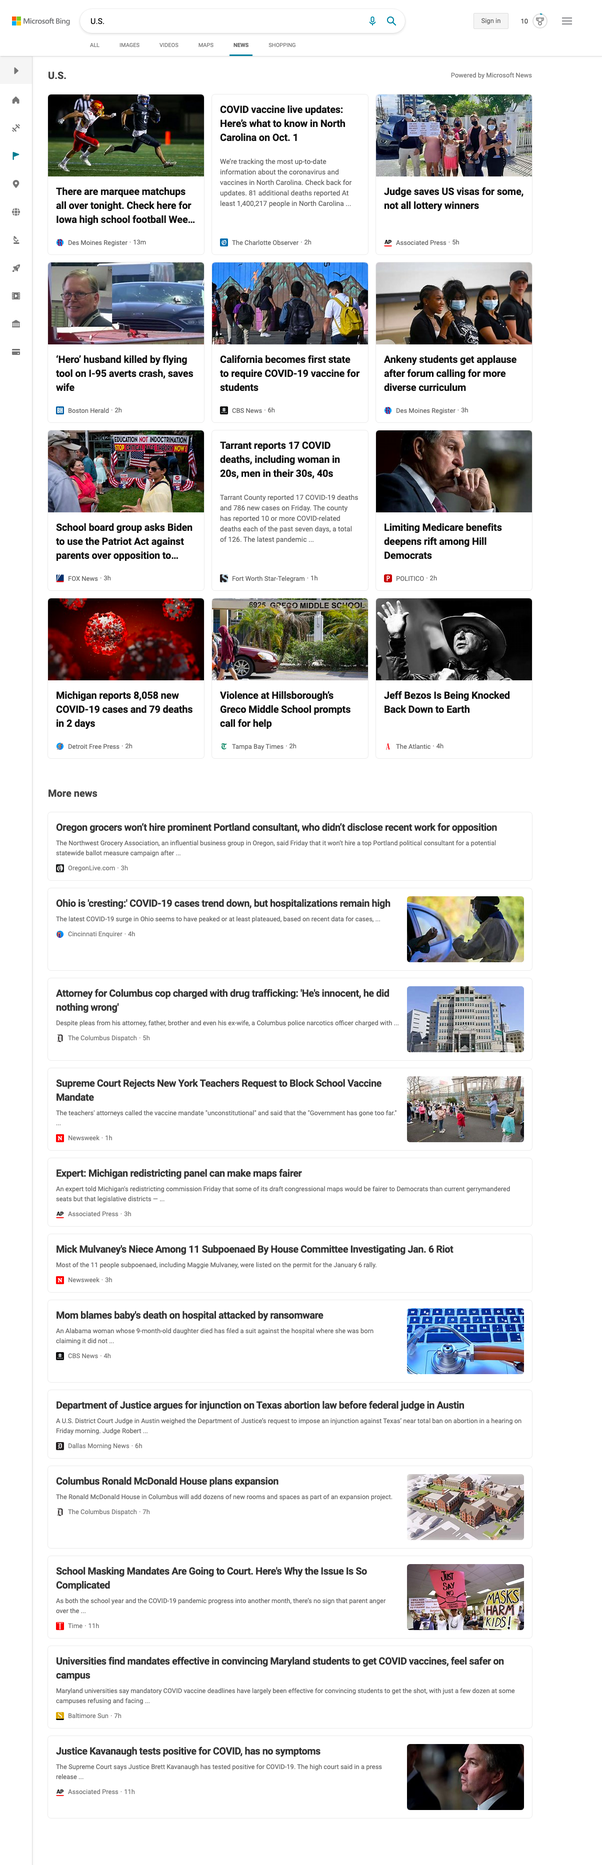 Microsoft Bing
U.S.
Sign in
10
ALL IMAGES VIDEOS MAPS NEWS SHOPPING
U.S.
Powered by Microsoft News
There are marquee matchups
all over tonight. Check here for
Iowa high school football Wee...
Des Moines Register · 13m
COVID vaccine live updates:
Here's what to know in North
Carolina on Oct. 1
We're tracking the most up-to-date
information about the coronavirus and
vaccines in North Carolina. Check back for
updates. 81 additional deaths reported At
least 1,400,217 people in North Carolina ...
The Charlotte Observer · 2h
Judge saves US visas for some,
not all lottery winners
AP Associated Press · 5h
'Hero' husband killed by flying
tool on I-95 averts crash, saves
wife
Boston Herald · 2h
California becomes first state
to require COVID-19 vaccine for
students
CBS News · 6h
Ankeny students get applause
after forum calling for more
diverse curriculum
Des Moines Register · 3h
EDUCATION NOT INDOCTRINATION
School board group asks Biden
to use the Patriot Act against
parents over opposition to...
FOX News · 3h
Tarrant reports 17 COVID
deaths, including woman in
20s, men in their 30s, 40s
Tarrant County reported 17 COVID-19 deaths
and 786 new cases on Friday. The county
has reported 10 or more COVID-related
deaths each of the past seven days, a total
of 126. The latest pandemic ...
Fort Worth Star-Telegram · 1h
Limiting Medicare benefits
deepens rift among Hill
Democrats
P POLITICO · 2h
Michigan reports 8,058 new
COVID-19 cases and 79 deaths
in 2 days
Detroit Free Press · 2h
8925 GRECO MIDDLE SCHOOL
Violence at Hillsborough's
Greco Middle School prompts
call for help
Tampa Bay Times · 2h
Jeff Bezos Is Being Knocked
Back Down to Earth
The Atlantic · 4h
More news
Oregon grocers won't hire prominent Portland consultant, who didn't disclose recent work for opposition
The Northwest Grocery Association, an influential business group in Oregon, said Friday that it won't hire a top Portland political consultant for a potential
statewide ballot measure campaign after ...
OregonLive.com · 3h
Ohio is 'cresting:' COVID-19 cases trend down, but hospitalizations remain high
The latest COVID-19 surge in Ohio seems to have peaked or at least plateaued, based on recent data for cases, ...
Cincinnati Enquirer · 4h
Attorney for Columbus cop charged with drug trafficking: 'He's innocent, he did
nothing wrong'
Despite pleas from his attorney, father, brother and even his ex-wife, a Columbus police narcotics officer charged with ...
The Columbus Dispatch · 5h
Supreme Court Rejects New York Teachers Request to Block School Vaccine
Mandate
The teachers' attorneys called the vaccine mandate "unconstitutional" and said that the "Government has gone too far."
...
N Newsweek · 1h
Expert: Michigan redistricting panel can make maps fairer
An expert told Michigan's redistricting commission Friday that some of its draft congressional maps would be fairer to Democrats than current gerrymandered
seats but that legislative districts — ...
AP Associated Press · 3h
Mick Mulvaney's Niece Among 11 Subpoenaed By House Committee Investigating Jan. 6 Riot
Most of the 11 people subpoenaed, including Maggie Mulvaney, were listed on the permit for the January 6 rally.
N Newsweek · 3h
Mom blames baby's death on hospital attacked by ransomware
An Alabama woman whose 9-month-old daughter died has filed a suit against the hospital where she was born
claiming it did not ...
CBS News · 4h
Department of Justice argues for injunction on Texas abortion law before federal judge in Austin
A U.S. District Court Judge in Austin weighed the Department of Justice's request to impose an injunction against Texas' near total ban on abortion in a hearing on
Friday morning. Judge Robert ...
Dallas Morning News · 6h
Columbus Ronald McDonald House plans expansion
The Ronald McDonald House in Columbus will add dozens of new rooms and spaces as part of an expansion project.
The Columbus Dispatch · 7h
School Masking Mandates Are Going to Court. Here's Why the Issue Is So
Complicated
As both the school year and the COVID-19 pandemic progress into another month, there's no sign that parent anger
over the ...
T Time · 11h
JUST
SAY
NO
MASKS
HARM
KIDS!
Universities find mandates effective in convincing Maryland students to get COVID vaccines, feel safer on
campus
Maryland universities say mandatory COVID vaccine deadlines have largely been effective for convincing students to get the shot, with just a few dozen at some
campuses refusing and facing ...
Baltimore Sun · 7h
Justice Kavanaugh tests positive for COVID, has no symptoms
The Supreme Court says Justice Brett Kavanaugh has tested positive for COVID-19. The high court said in a press
release ...
AP Associated Press · 11h